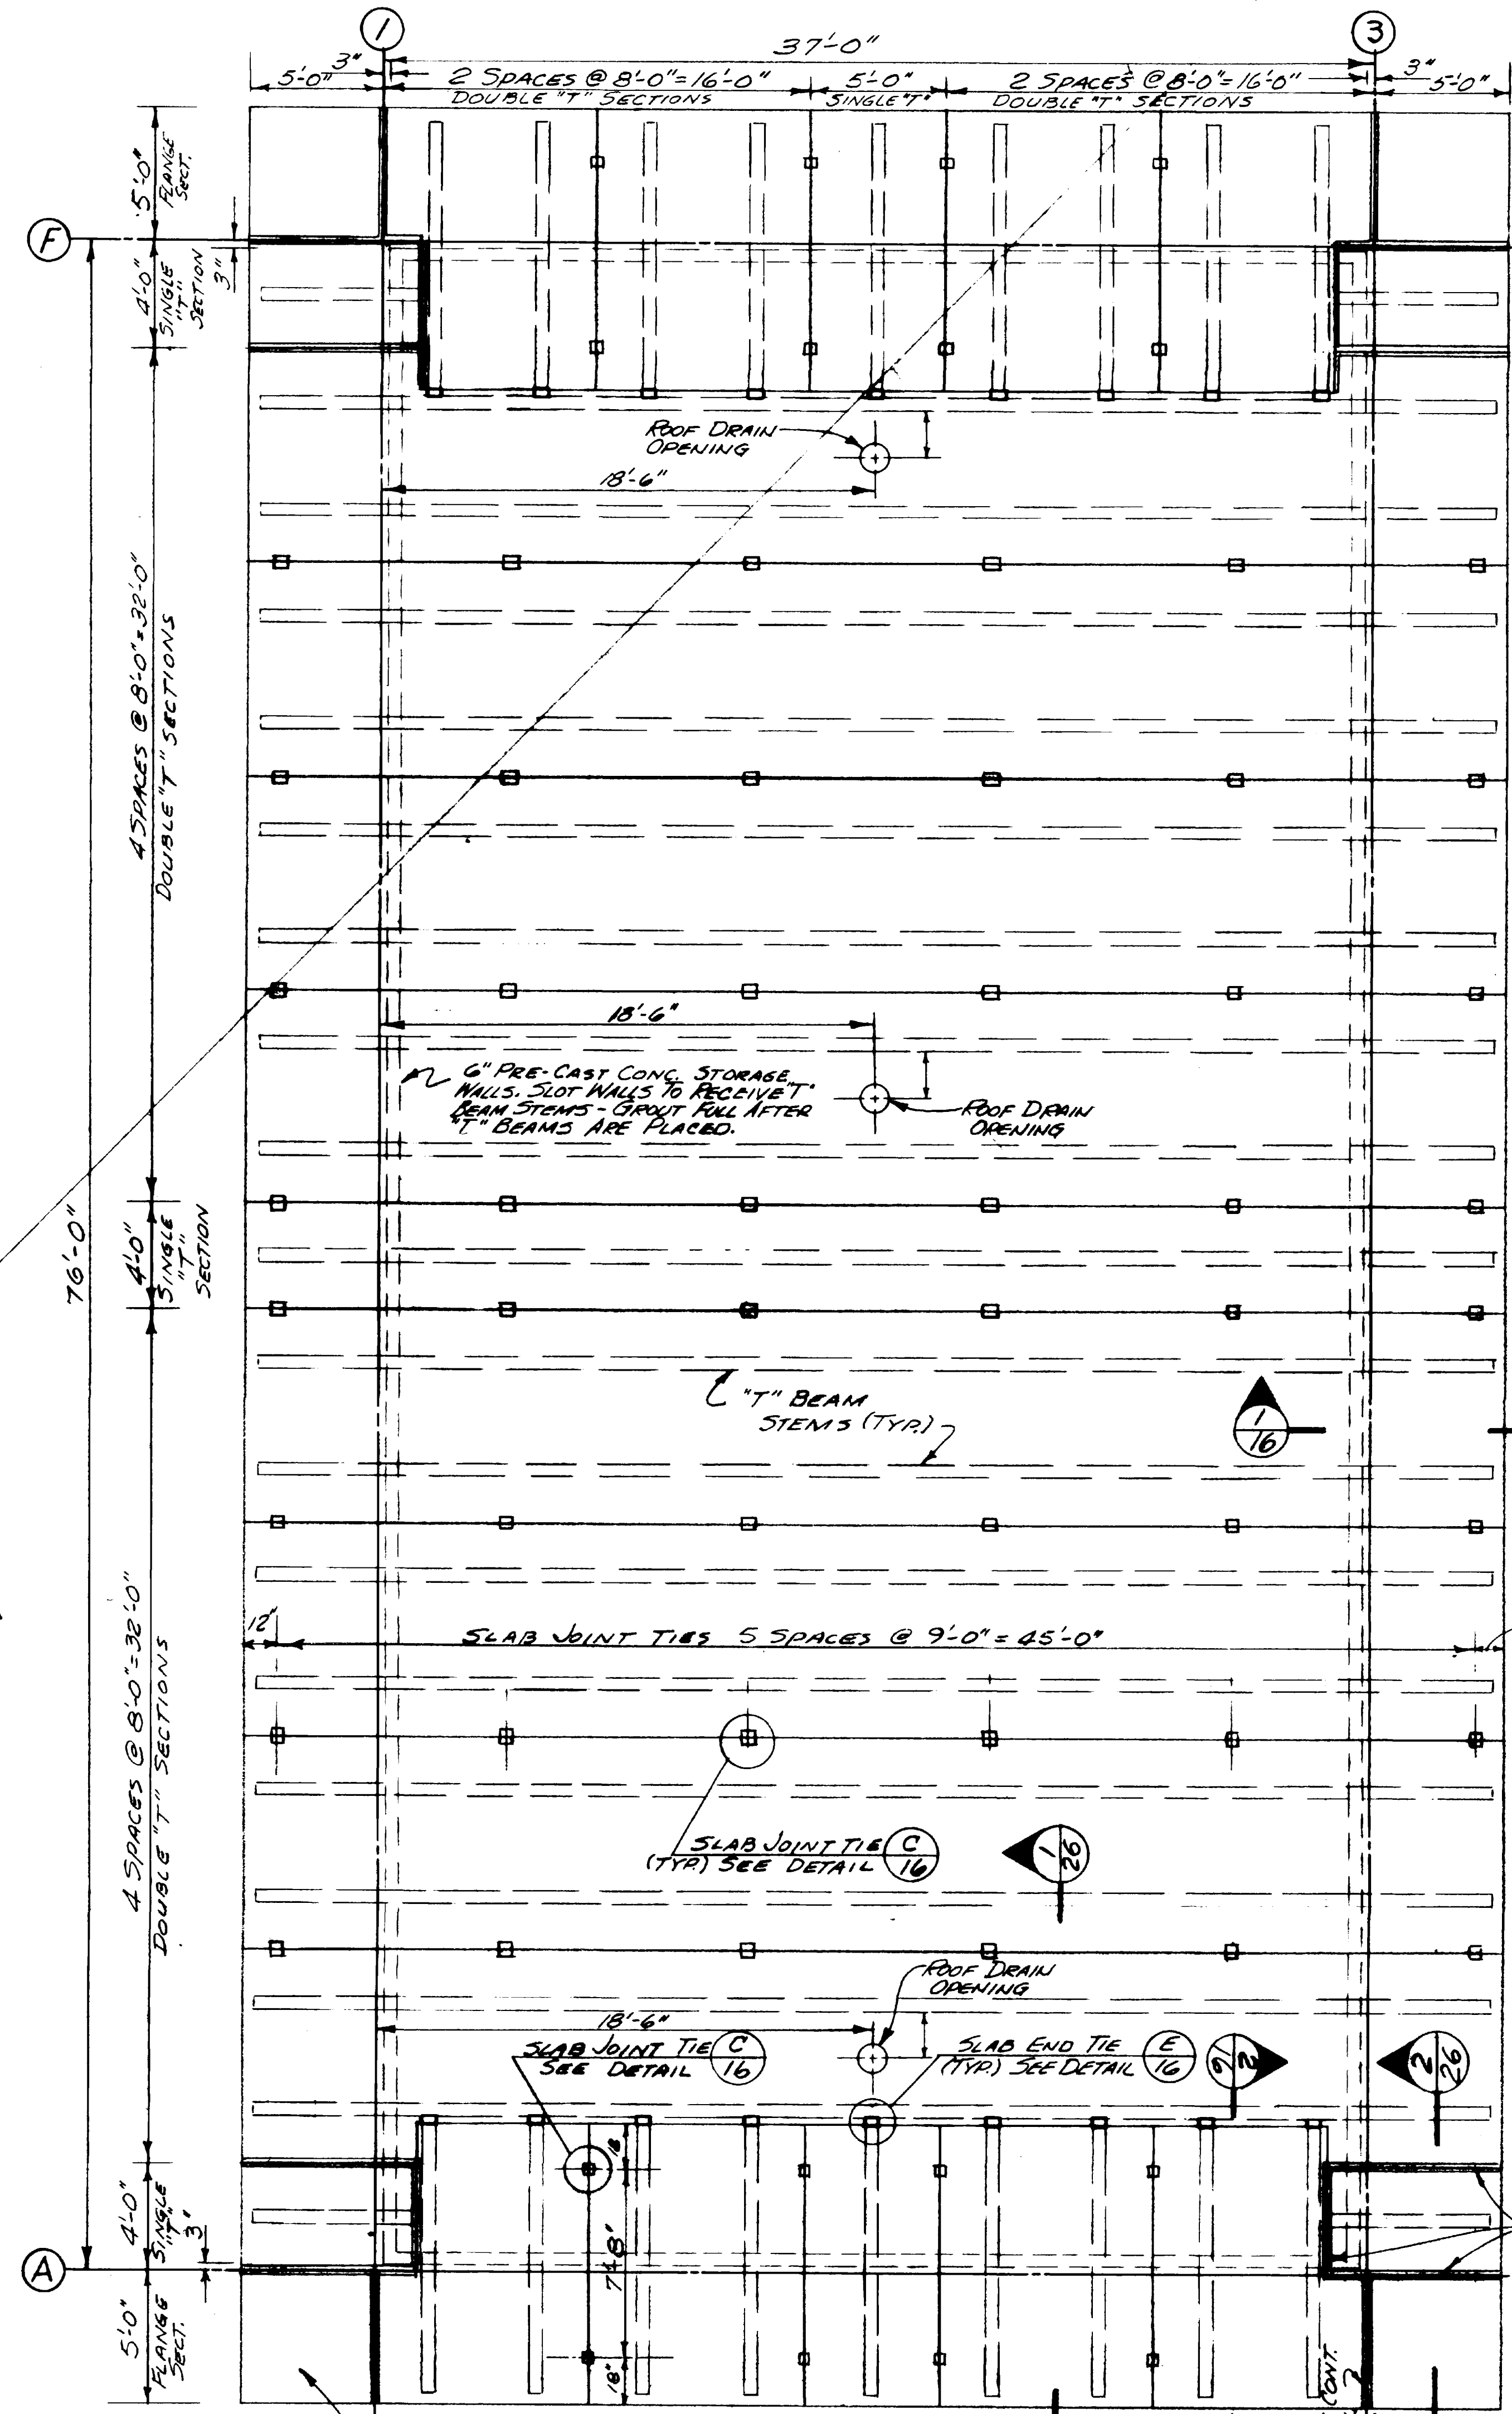 1
3
37'-0"
5'-0"
3"
2 SPACES @ 8'-0" = 16'-0"
DOUBLE "T" SECTIONS
5'-0"
SINGLE "T"
2 SPACES @ 8'-0" = 16'-0"
DOUBLE "T" SECTIONS
3"
5'-0"
5'-0"
FLANGE
SECT.
F
3"
4'-0"
SINGLE
"T"
SECTION
ROOF DRAIN
OPENING
18'-6"
4 SPACES @ 8'-0" = 32'-0"
DOUBLE "T" SECTIONS
18'-6"
6" PRE-CAST CONC. STORAGE
WALLS. SLOT WALLS TO RECEIVE "T"
BEAM STEMS - GROUT FULL AFTER
"T" BEAMS ARE PLACED.
ROOF DRAIN
OPENING
76'-0"
4'-0"
SINGLE
"T"
SECTION
"T" BEAM
STEMS (TYP.)
1
16
12"
SLAB JOINT TIES 5 SPACES @ 9'-0" = 45'-0"
4 SPACES @ 8'-0" = 32'-0"
DOUBLE "T" SECTIONS
SLAB JOINT TIE
(TYP.) SEE DETAIL
C
16
1
26
ROOF DRAIN
OPENING
18'-6"
SLAB JOINT TIE
SEE DETAIL
C
16
SLAB END TIE
(TYP.) SEE DETAIL
E
16
2
2
26
18"
4'-0"
SINGLE
"T"
3"
A
18"
5'-0"
FLANGE
SECT.
CONT.